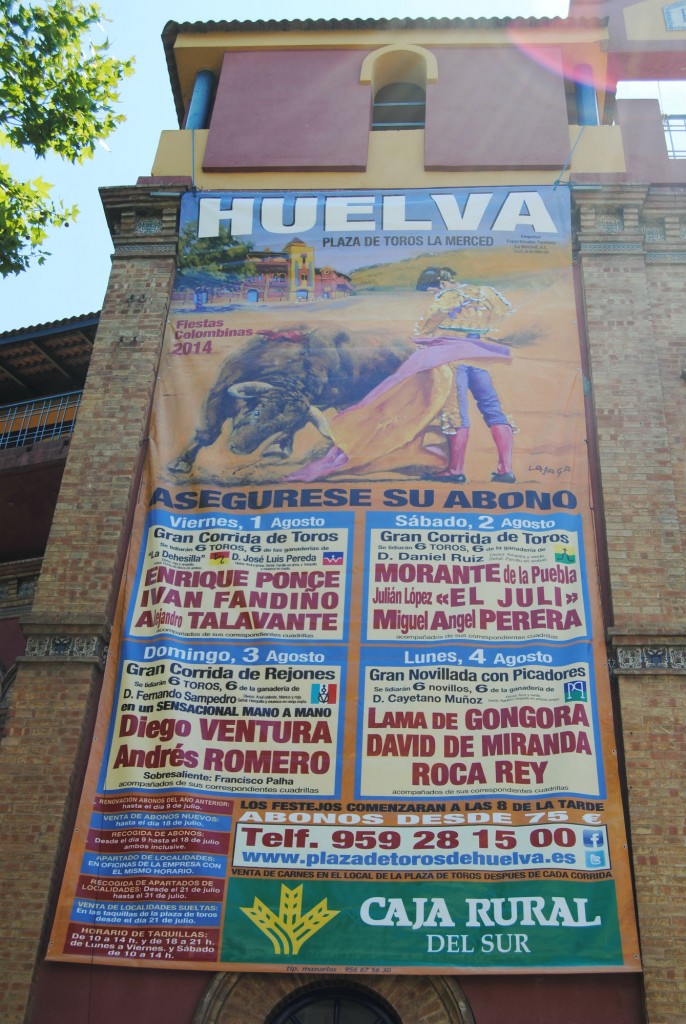 HUELVA
PLAZA DE TOROS LA MERCED
Fiestas
Colombinas
2014
LAJAGA
ASEGURESE SU ABONO
Viernes, 1 Agosto
Gran Corrida de Toros
Se lidiarán 6 TOROS, 6 de las ganaderías de
"La Dehesilla" D. José Luis Pereda
ENRIQUE PONCE
IVAN FANDIÑO
Alejandro TALAVANTE
acompañados de sus correspondientes cuadrillas
Sábado, 2 Agosto
Gran Corrida de Toros
Se lidiarán 6 TOROS, 6 de la ganadería de
D. Daniel Ruiz
MORANTE de la Puebla
Julián López «EL JULI»
Miguel Angel PERERA
acompañados de sus correspondientes cuadrillas
Domingo, 3 Agosto
Gran Corrida de Rejones
Se lidiarán 6 TOROS, 6 de la ganadería de
D. Fernando Sampedro
en un SENSACIONAL MANO A MANO
Diego VENTURA
Andrés ROMERO
Sobresaliente: Francisco Palha
acompañados de sus correspondientes cuadrillas
Lunes, 4 Agosto
Gran Novillada con Picadores
Se lidiarán 6 novillos, 6 de la ganadería de
D. Cayetano Muñoz
LAMA DE GONGORA
DAVID DE MIRANDA
ROCA REY
acompañados de sus correspondientes cuadrillas
RENOVACIÓN ABONOS DEL AÑO ANTERIOR:
hasta el día 9 de julio.
VENTA DE ABONOS NUEVOS:
hasta el día 18 de julio.
RECOGIDA DE ABONOS:
Desde el día 9 hasta el 18 de julio
ambos inclusive.
APARTADO DE LOCALIDADES:
EN OFICINAS DE LA EMPRESA CON
EL MISMO HORARIO.
RECOGIDA DE APARTADOS DE
LOCALIDADES: Desde el 21 de julio
hasta el 31 de julio.
VENTA DE LOCALIDADES SUELTAS:
En las taquillas de la plaza de toros
desde el día 21 de julio.
HORARIO DE TAQUILLAS:
De 10 a 14 h. y de 18 a 21 h.
de Lunes a Viernes. y Sábado
de 10 a 14 h.
LOS FESTEJOS COMENZARAN A LAS 8 DE LA TARDE
ABONOS DESDE 75 €
Telf. 959 28 15 00
www.plazadetorosdehuelva.es
VENTA DE CARNES EN EL LOCAL DE LA PLAZA DE TOROS DESPUES DE CADA CORRIDA
CAJA RURAL
DEL SUR